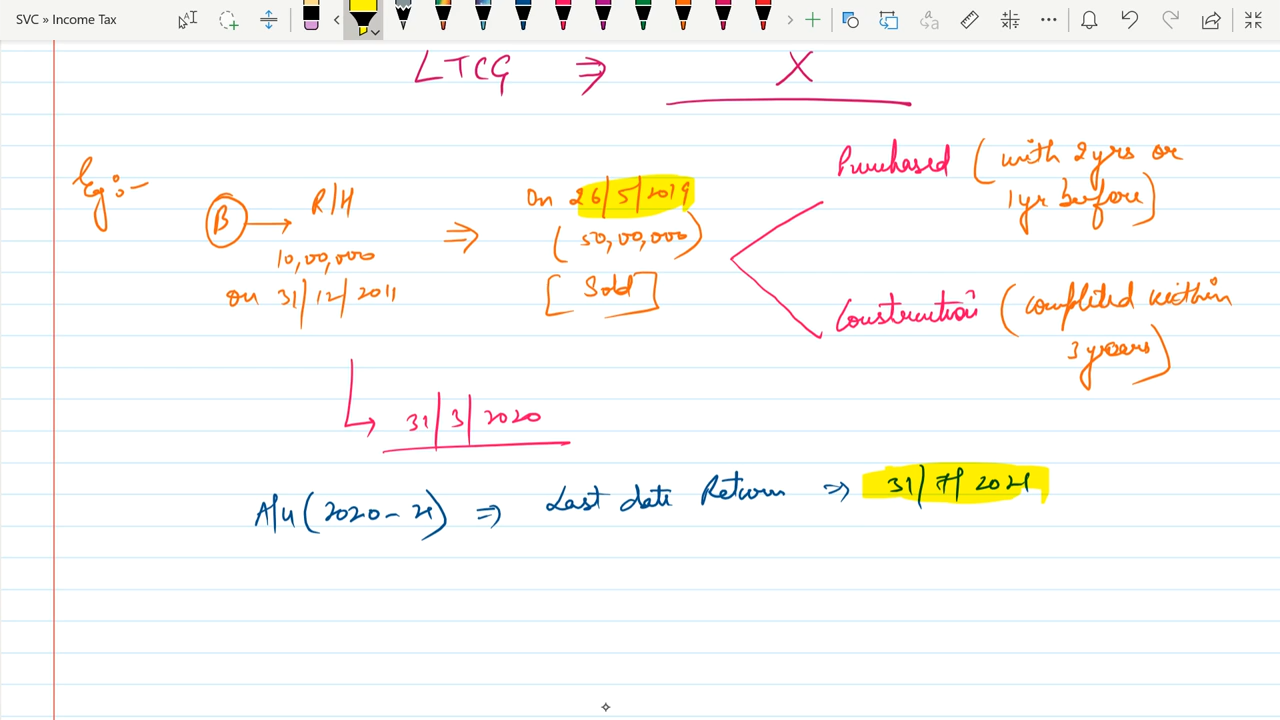 SVC » Income Tax
LTCG ⇒ X
Eg:-
B → R/H
10,00,000
on 31/12/2011
⇒
On 26/5/2019
(50,00,000)
[Sold]
Purchased (with 2yrs or
1yr before)
Construction (completed within
3 years)
31/3/2020
A/y (2020-21) ⇒ Last date Return ⇒ 31/7/2021